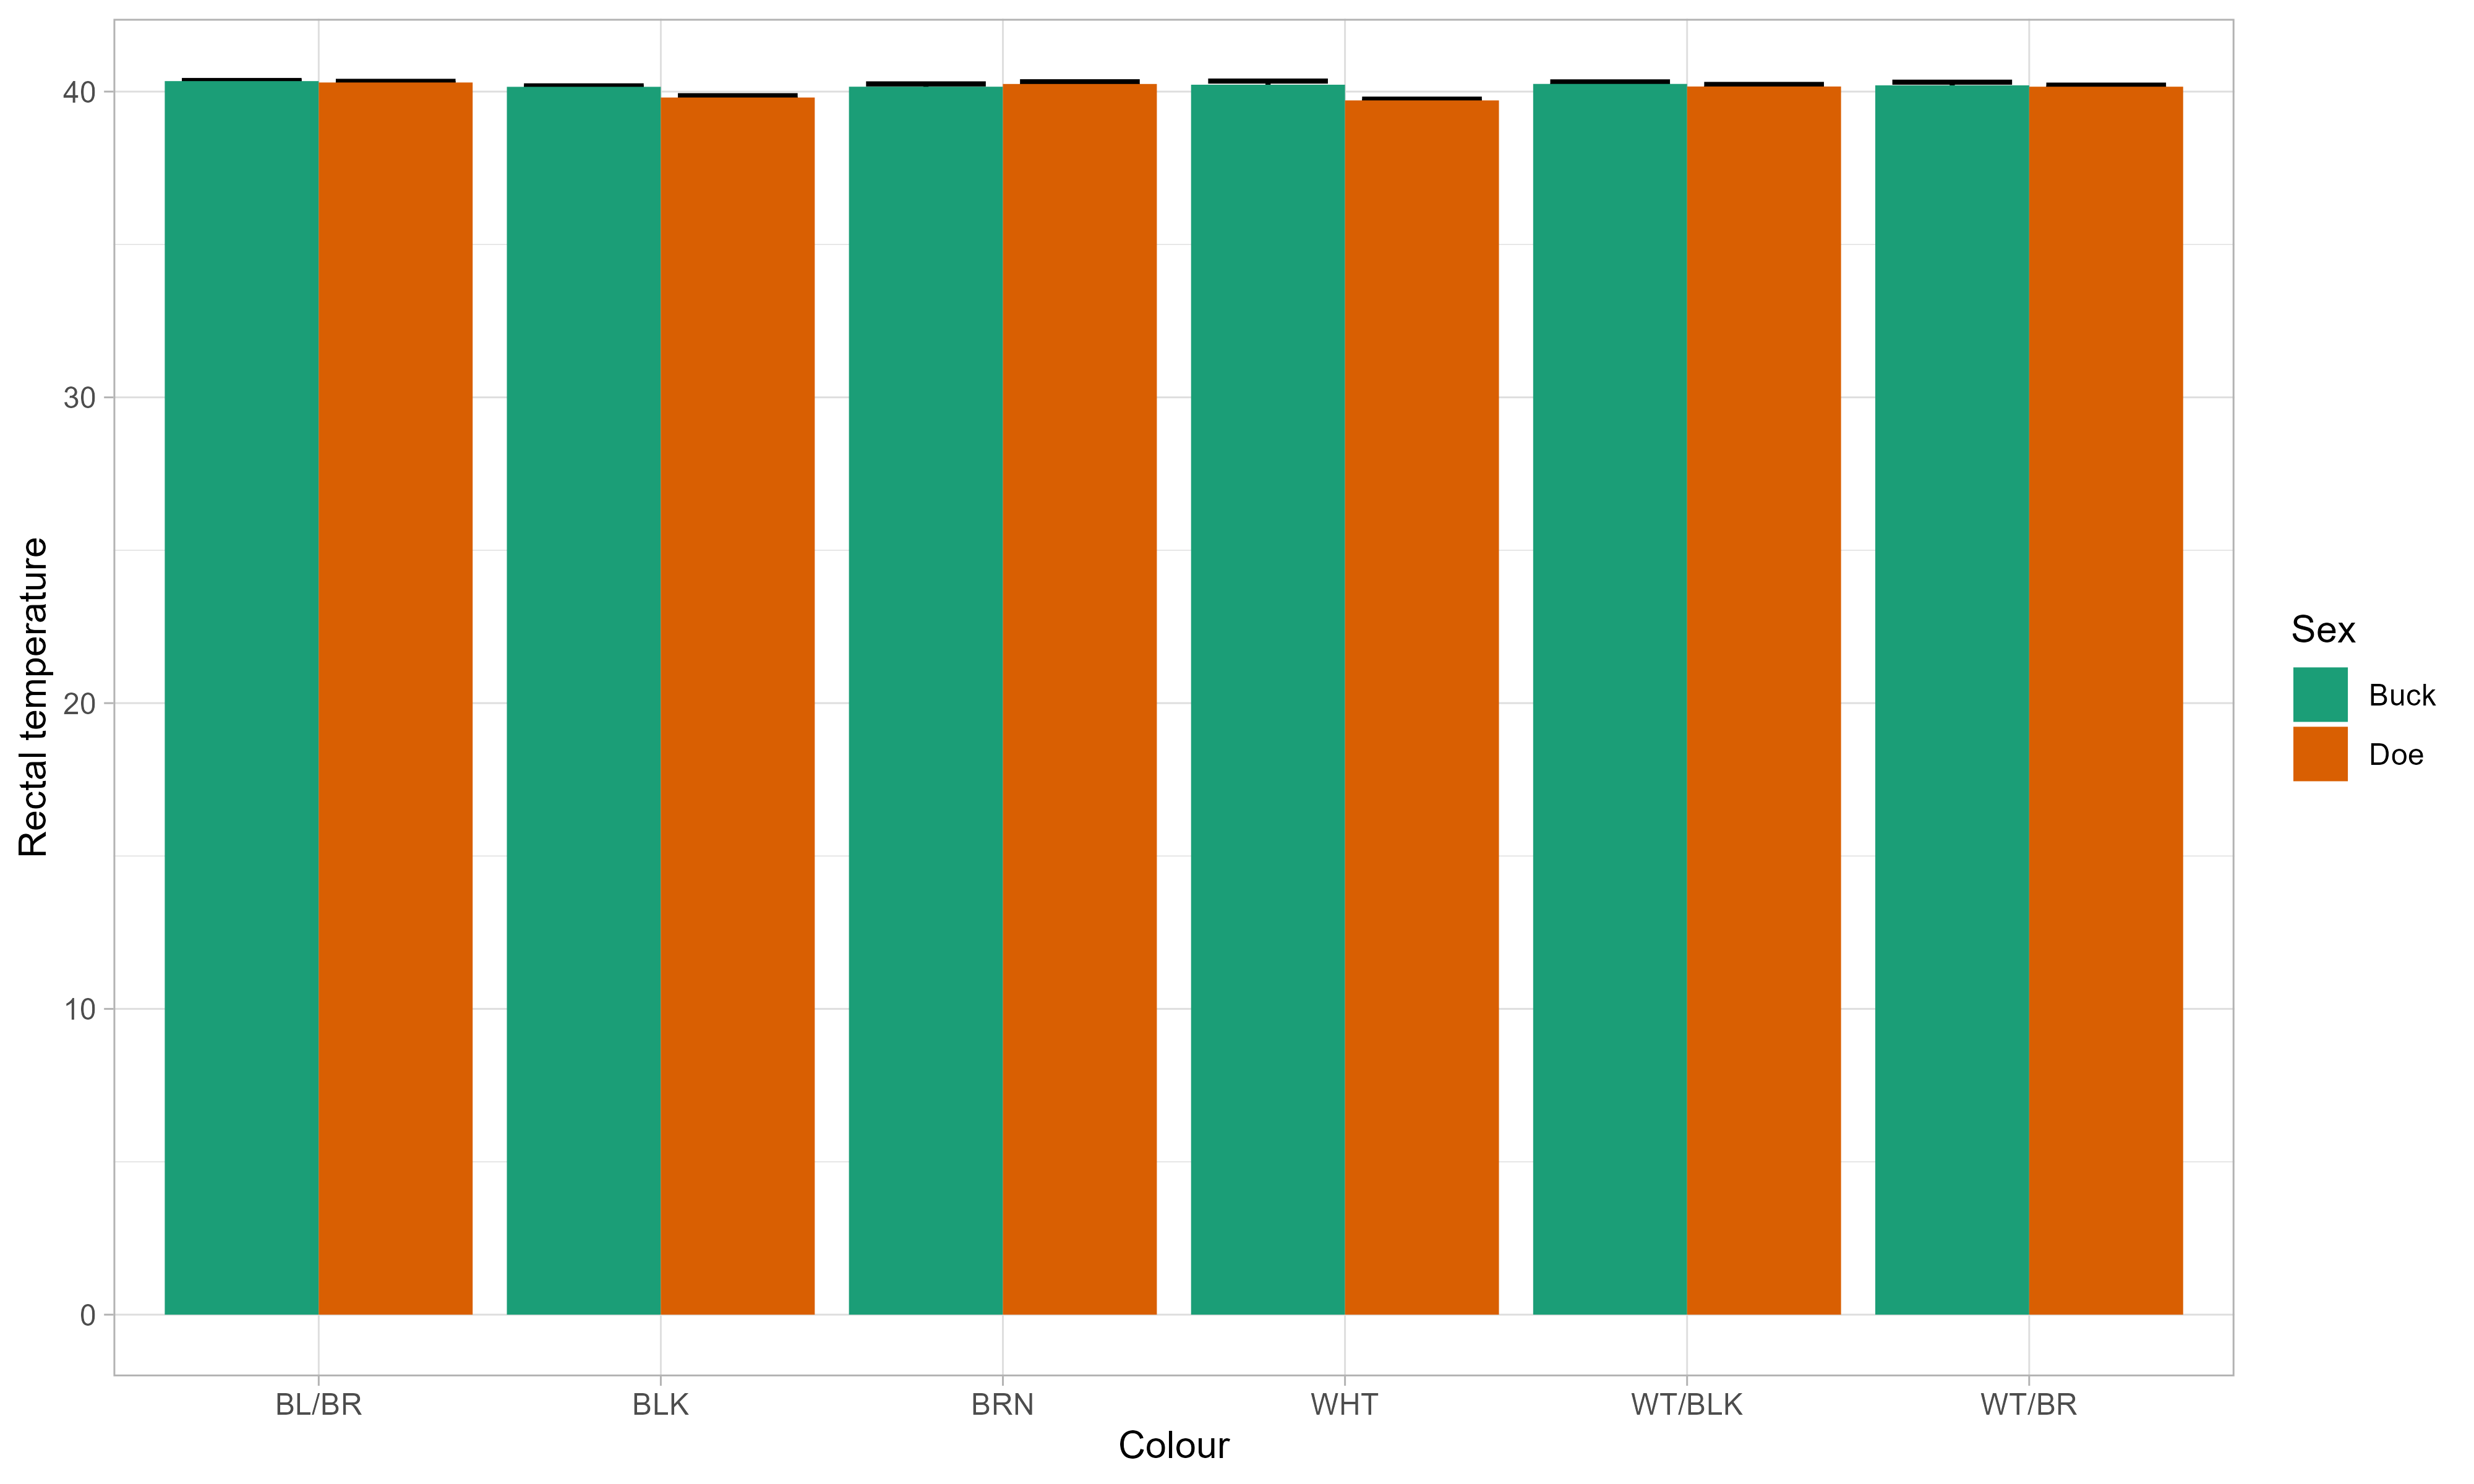 40
30
20
10
0
Rectal temperature
BL/BR BLK BRN WHT WT/BLK WT/BR
Colour
Sex
Buck
Doe